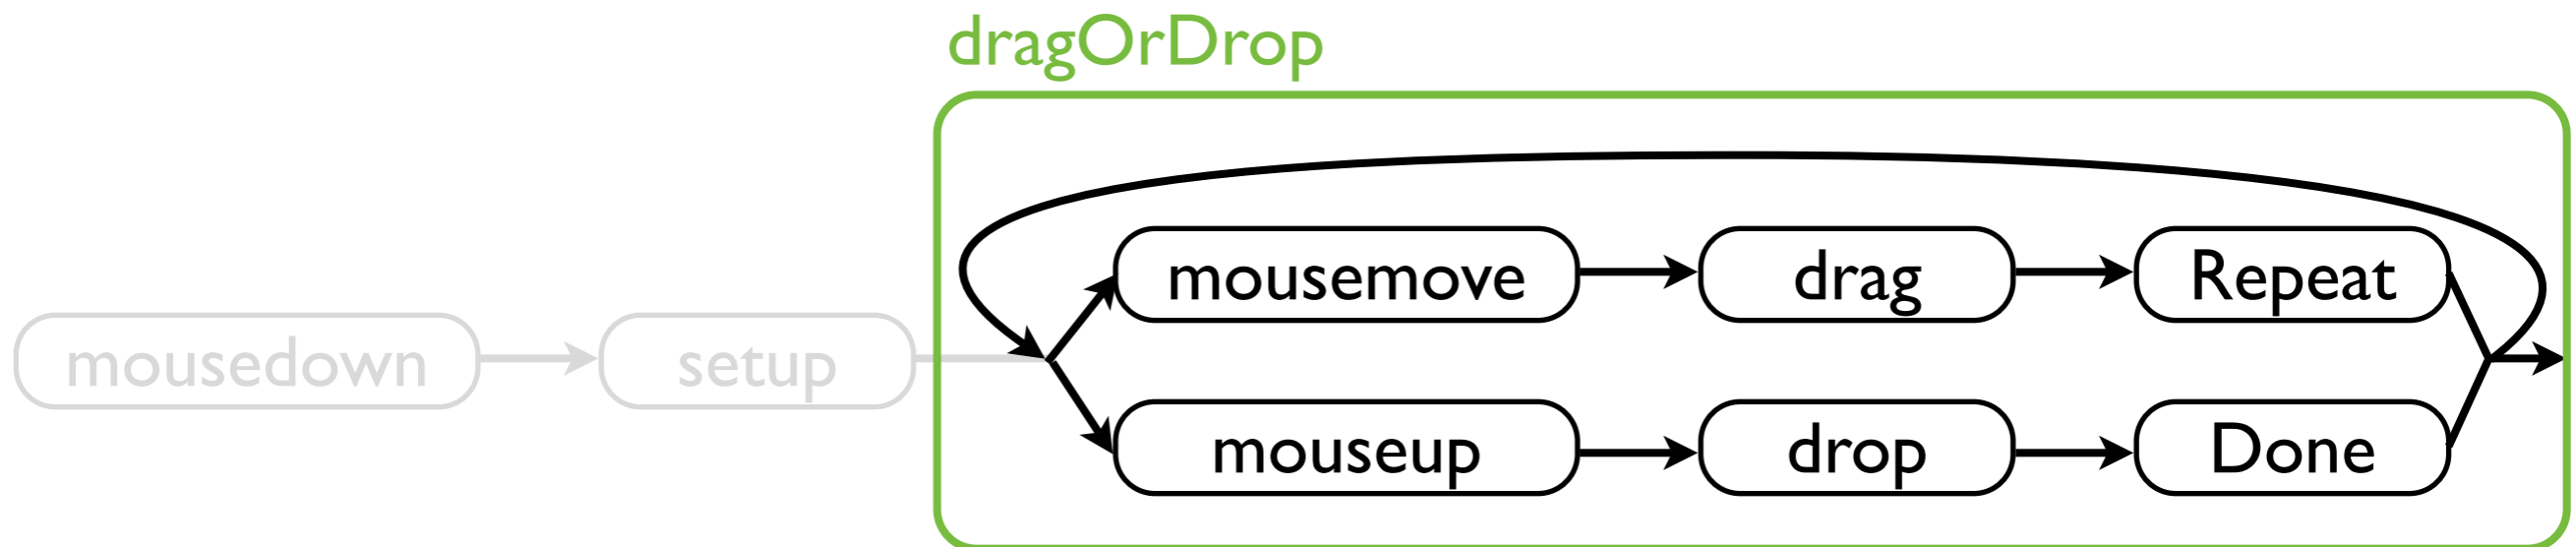 dragOrDrop
mousemove drag Repeat
mousedown setup
mouseup drop Done